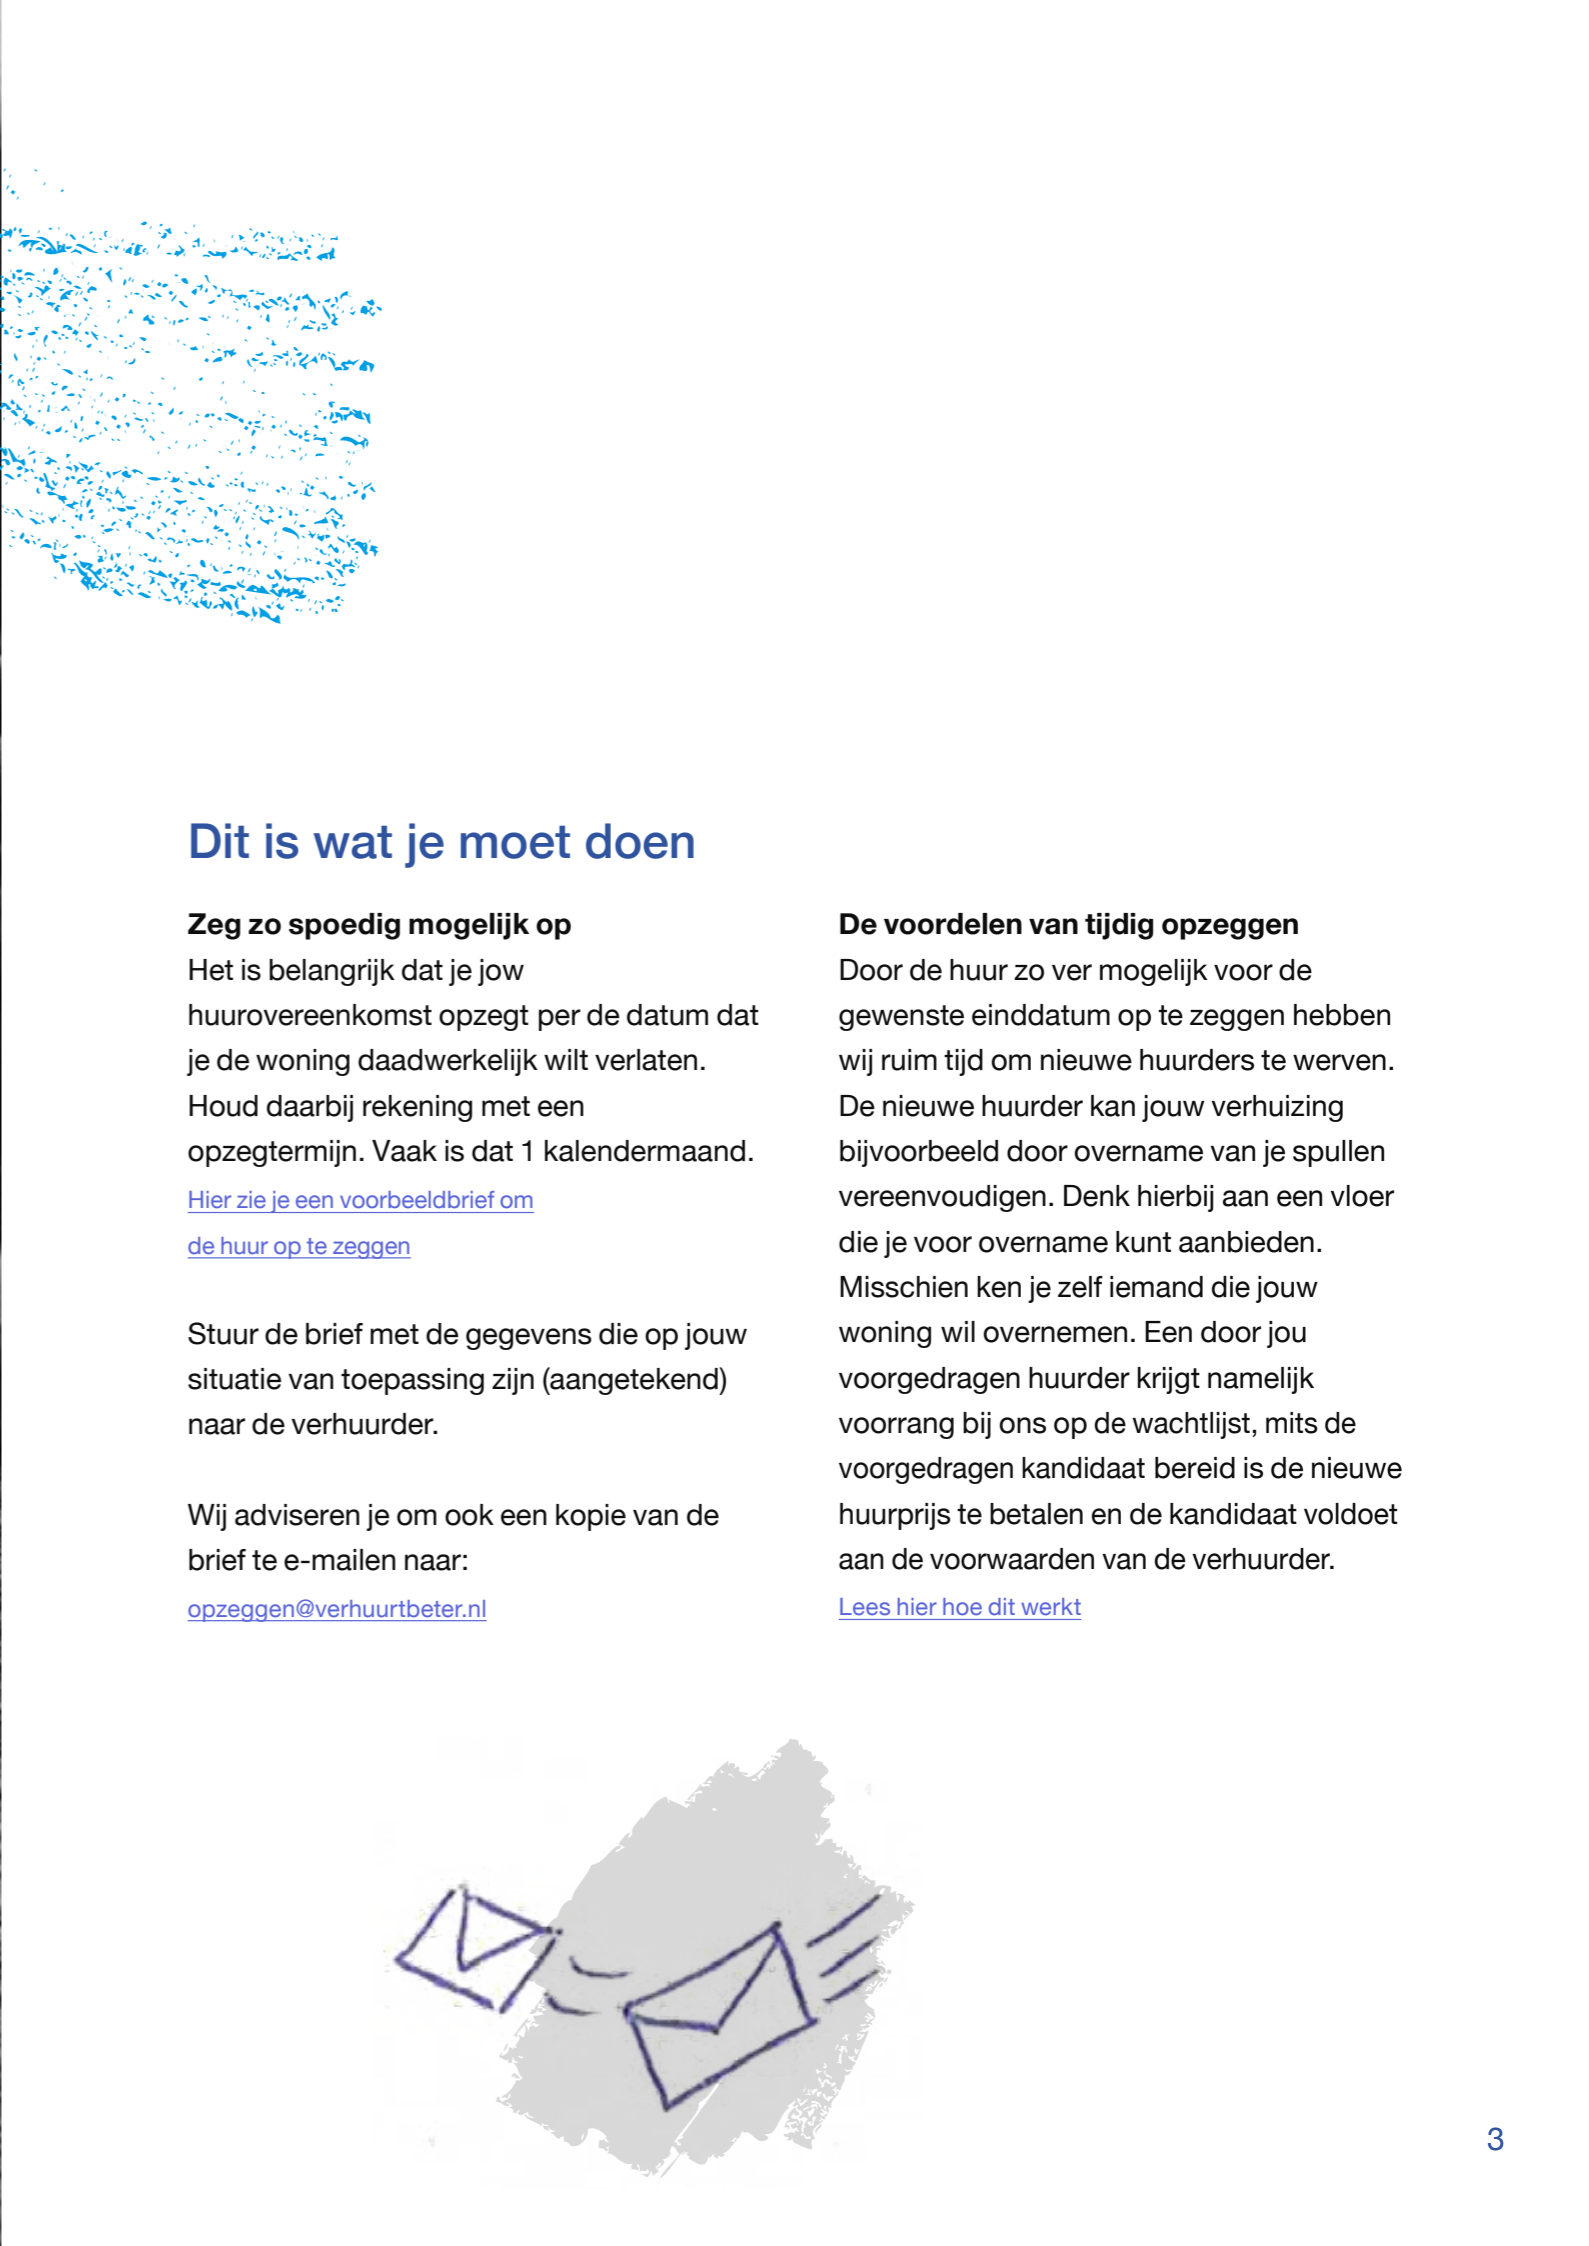 Dit is wat je moet doen
Zeg zo spoedig mogelijk op
Het is belangrijk dat je jow
huurovereenkomst opzegt per de datum dat
je de woning daadwerkelijk wilt verlaten.
Houd daarbij rekening met een
opzegtermijn. Vaak is dat 1 kalendermaand.
Hier zie je een voorbeeldbrief om
de huur op te zeggen
Stuur de brief met de gegevens die op jouw
situatie van toepassing zijn (aangetekend)
naar de verhuurder.
Wij adviseren je om ook een kopie van de
brief te e-mailen naar:
opzeggen@verhuurtbeter.nl
De voordelen van tijdig opzeggen
Door de huur zo ver mogelijk voor de
gewenste einddatum op te zeggen hebben
wij ruim tijd om nieuwe huurders te werven.
De nieuwe huurder kan jouw verhuizing
bijvoorbeeld door overname van je spullen
vereenvoudigen. Denk hierbij aan een vloer
die je voor overname kunt aanbieden.
Misschien ken je zelf iemand die jouw
woning wil overnemen. Een door jou
voorgedragen huurder krijgt namelijk
voorrang bij ons op de wachtlijst, mits de
voorgedragen kandidaat bereid is de nieuwe
huurprijs te betalen en de kandidaat voldoet
aan de voorwaarden van de verhuurder.
Lees hier hoe dit werkt
3